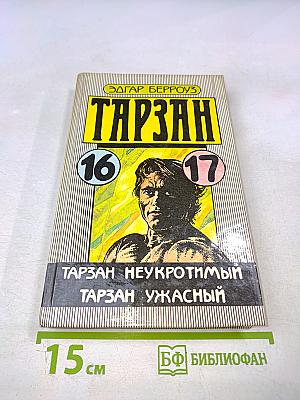 ЭДГАР БЕРРОУЗ
ТАРЗАН
16 17
ТАРЗАН НЕУКРОТИМЫЙ
ТАРЗАН УЖАСНЫЙ
15 см
БФ БИБЛИОФАН